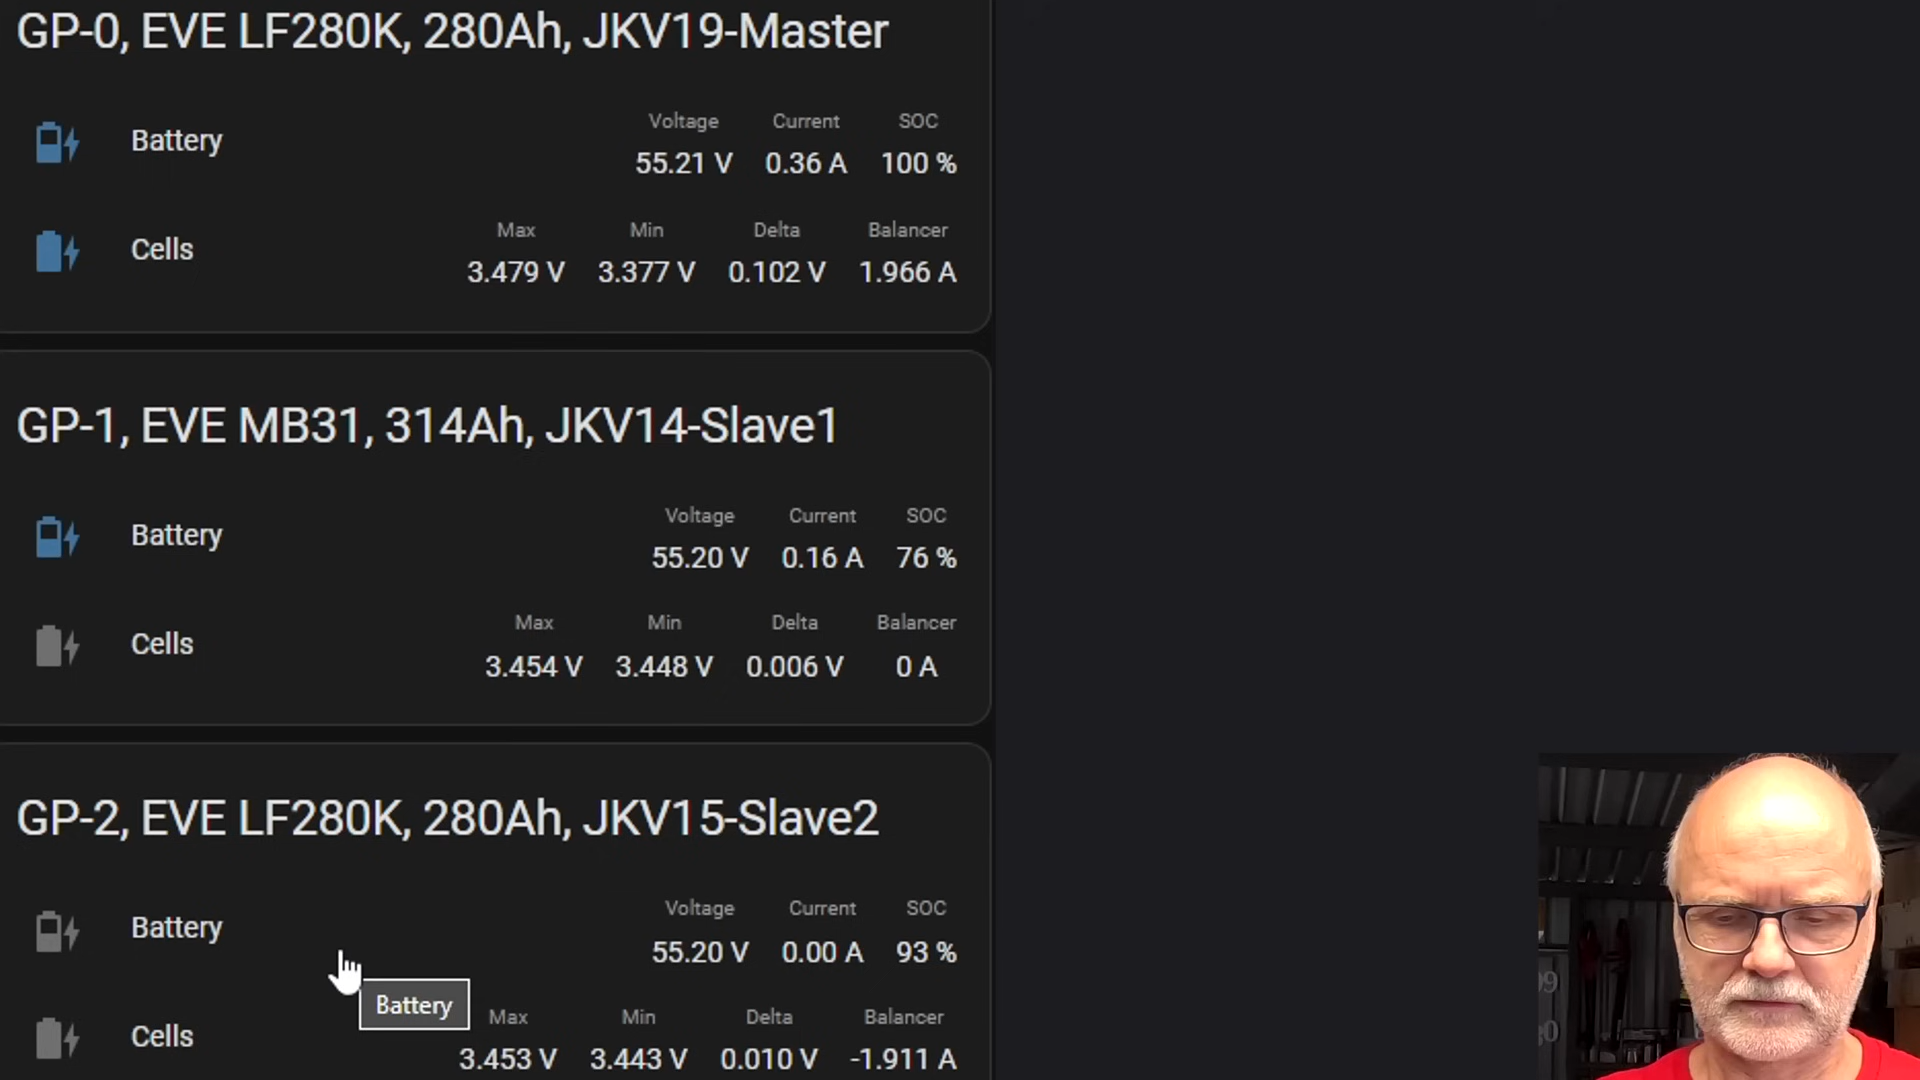 GP-0, EVE LF280K, 280Ah, JKV19-Master
Voltage Current SOC
Battery 55.21 V 0.36 A 100 %
Max Min Delta Balancer
Cells 3.479 V 3.377 V 0.102 V 1.966 A
GP-1, EVE MB31, 314Ah, JKV14-Slave1
Voltage Current SOC
Battery 55.20 V 0.16 A 76 %
Max Min Delta Balancer
Cells 3.454 V 3.448 V 0.006 V 0 A
GP-2, EVE LF280K, 280Ah, JKV15-Slave2
Voltage Current SOC
Battery 55.20 V 0.00 A 93 %
Battery
Max Min Delta Balancer
Cells 3.453 V 3.443 V 0.010 V -1.911 A